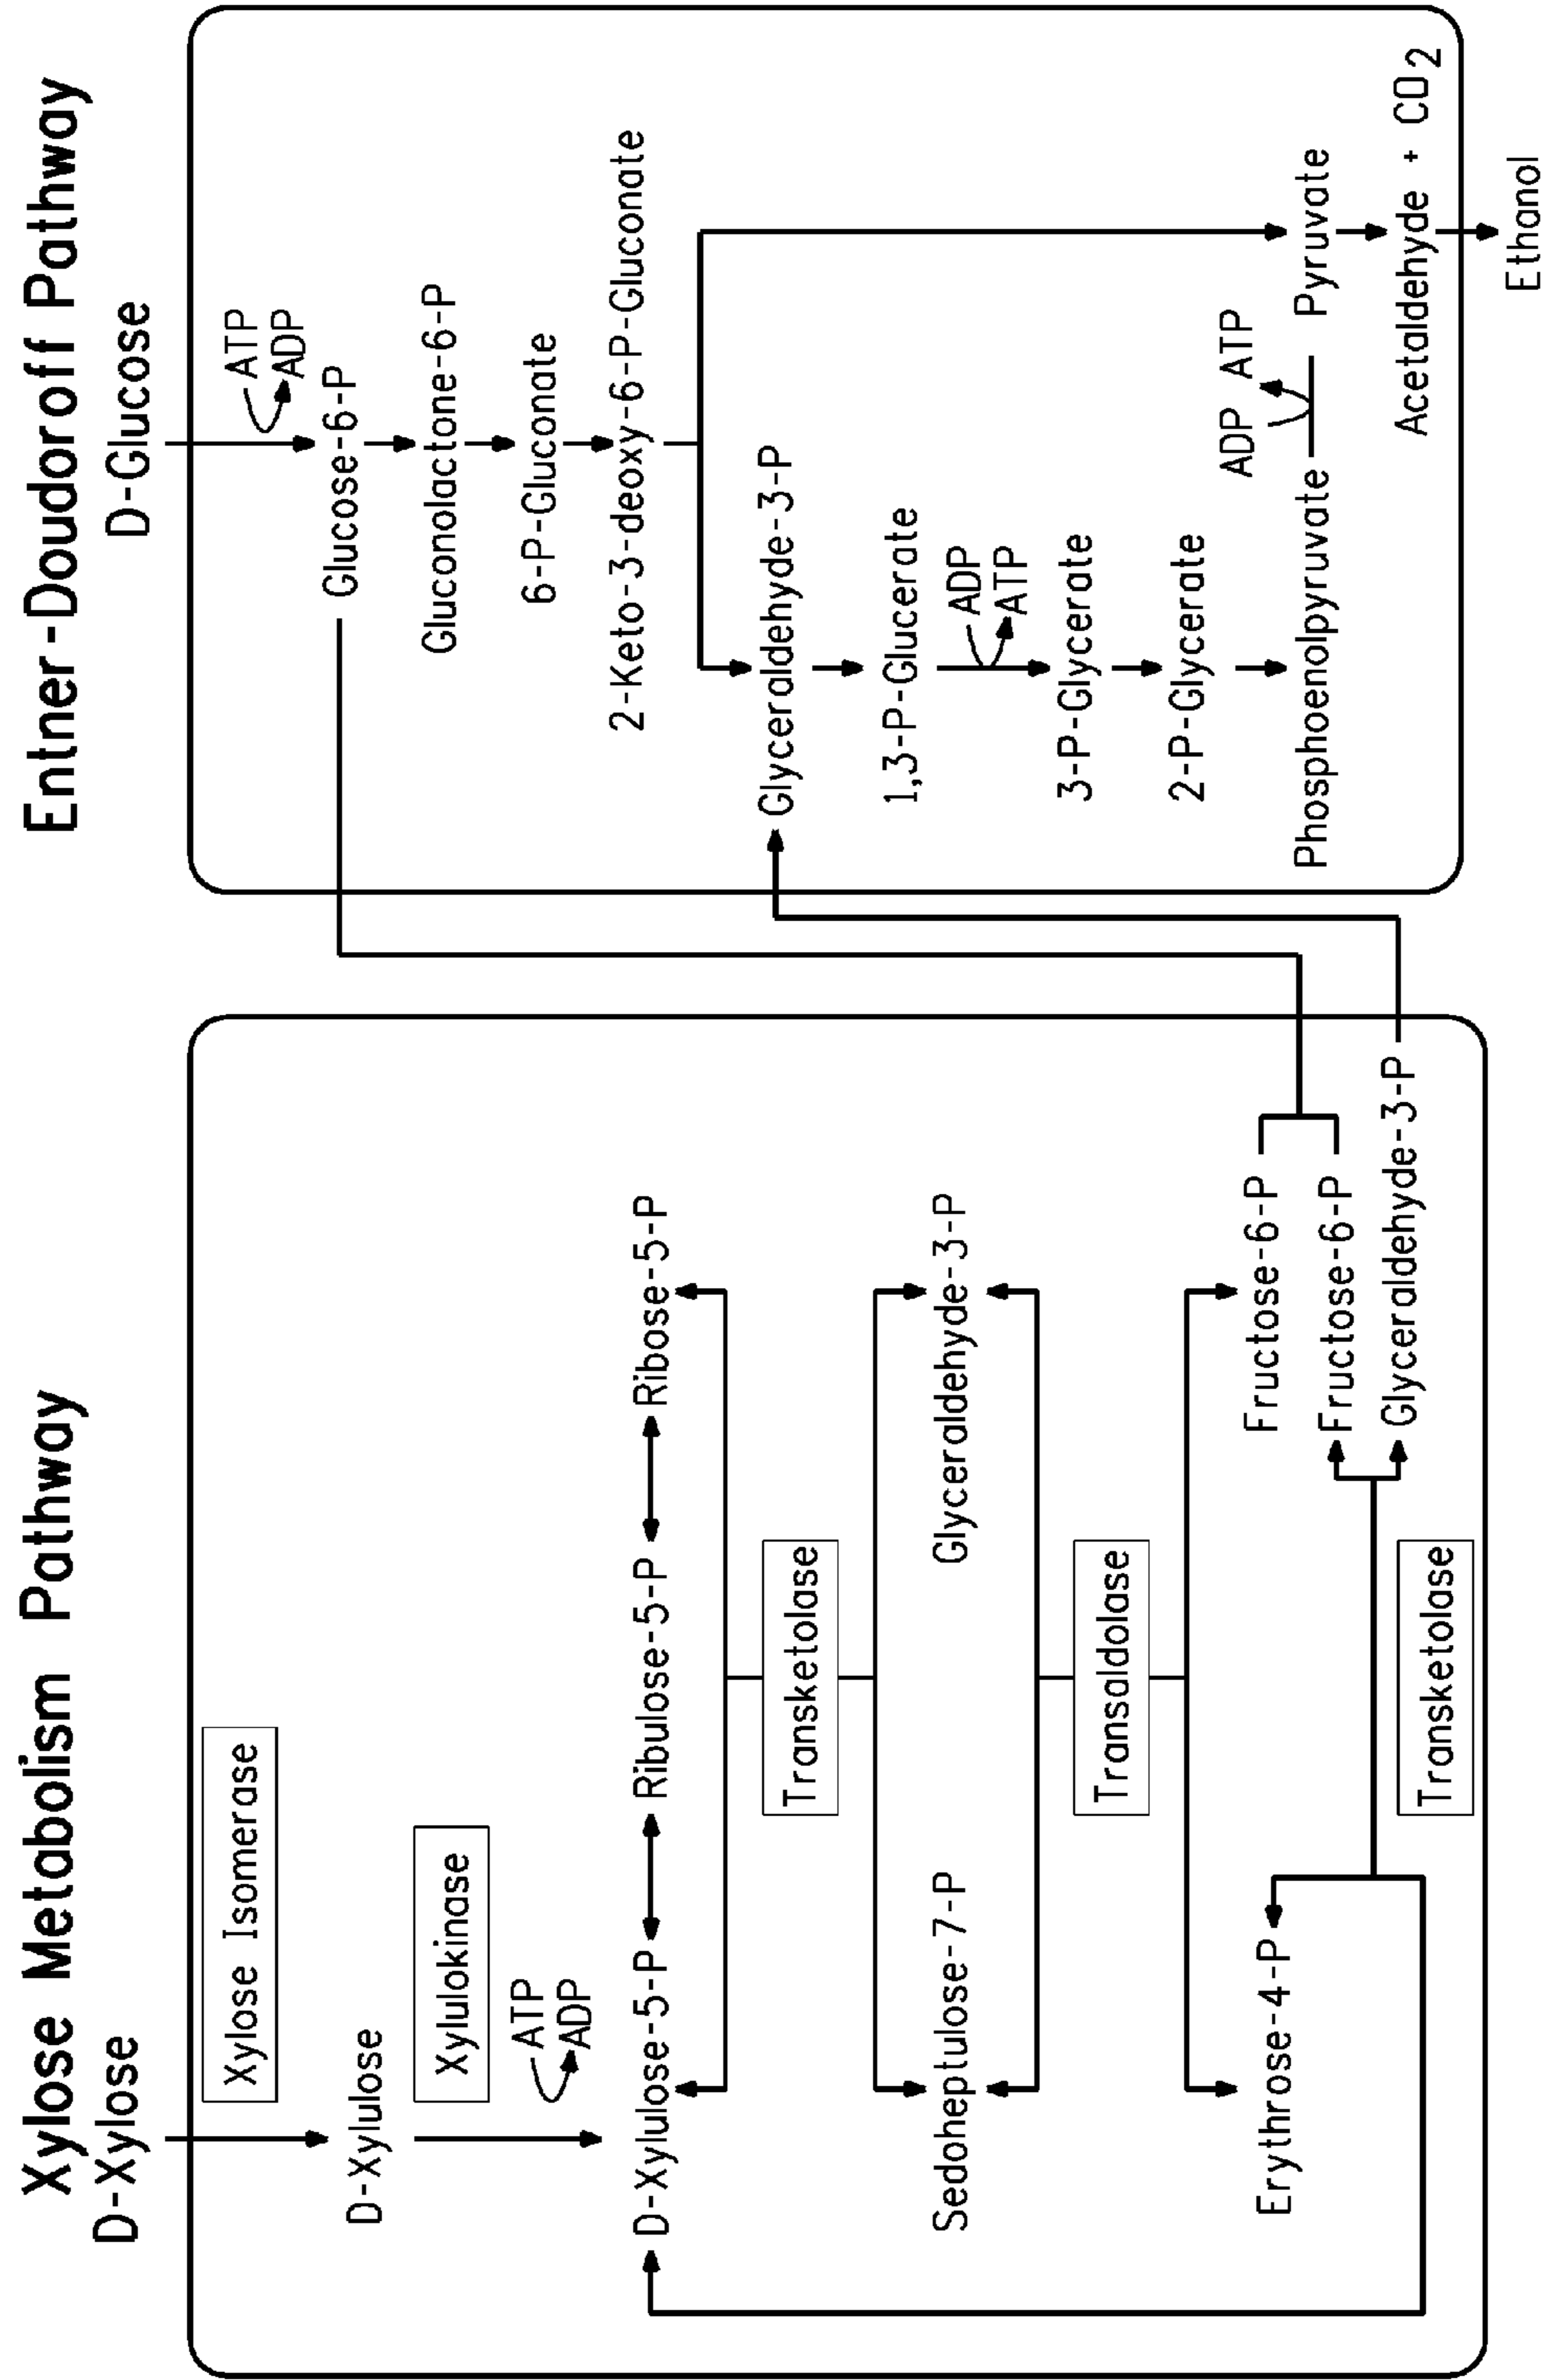 Xylose Metabolism Pathway
D-Xylose
Xylose Isomerase
D-Xylulose
Xylulokinase
ATP
ADP
D-Xylulose-5-P
Ribulose-5-P
Ribose-5-P
Transketolase
Sedoheptulose-7-P
Glyceraldehyde-3-P
Transaldolase
Erythrose-4-P
Fructose-6-P
Fructose-6-P
Glyceraldehyde-3-P
Transketolase
Entner-Doudoroff Pathway
D-Glucose
ATP
ADP
Glucose-6-P
Gluconolactone-6-P
6-P-Gluconate
2-Keto-3-deoxy-6-P-Gluconate
Glyceraldehyde-3-P
1,3-P-Glucerate
ADP
ATP
3-P-Glycerate
2-P-Glycerate
ADP ATP
Phosphoenolpyruvate
Pyruvate
Acetaldehyde + CO2
Ethanol